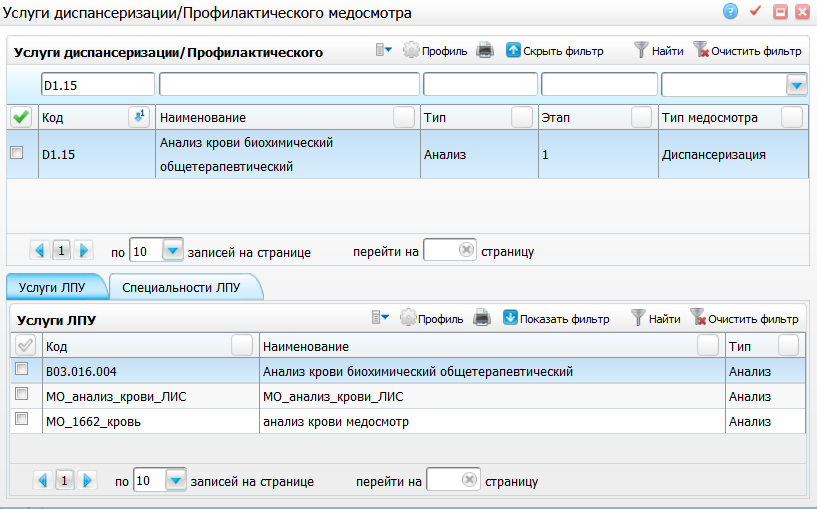 Услуги диспансеризации/Профилактического медосмотра
Услуги диспансеризации/Профилактического Профиль Скрыть фильтр Найти Очистить фильтр
D1.15
Код Наименование Тип Этап Тип медосмотра
D1.15 Анализ крови биохимический общетерапевтический Анализ 1 Диспансеризация
1 по 10 записей на странице перейти на страницу
Услуги ЛПУ Специальности ЛПУ
Услуги ЛПУ Профиль Показать фильтр Найти Очистить фильтр
Код Наименование Тип
B03.016.004 Анализ крови биохимический общетерапевтический Анализ
МО_анализ_крови_ЛИС МО_анализ_крови_ЛИС Анализ
МО_1662_кровь анализ крови медосмотр Анализ
1 по 10 записей на странице перейти на страницу